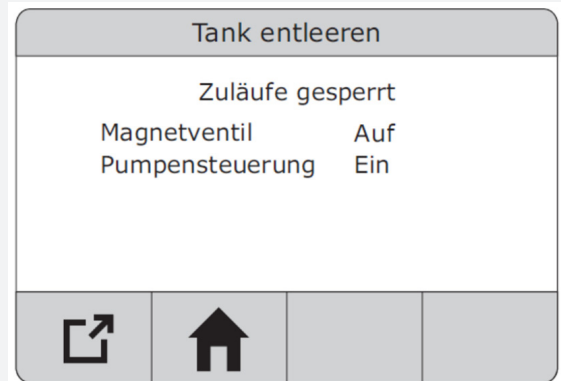 Tank entleeren
Zuläufe gesperrt
Magnetventil Auf
Pumpensteuerung Ein